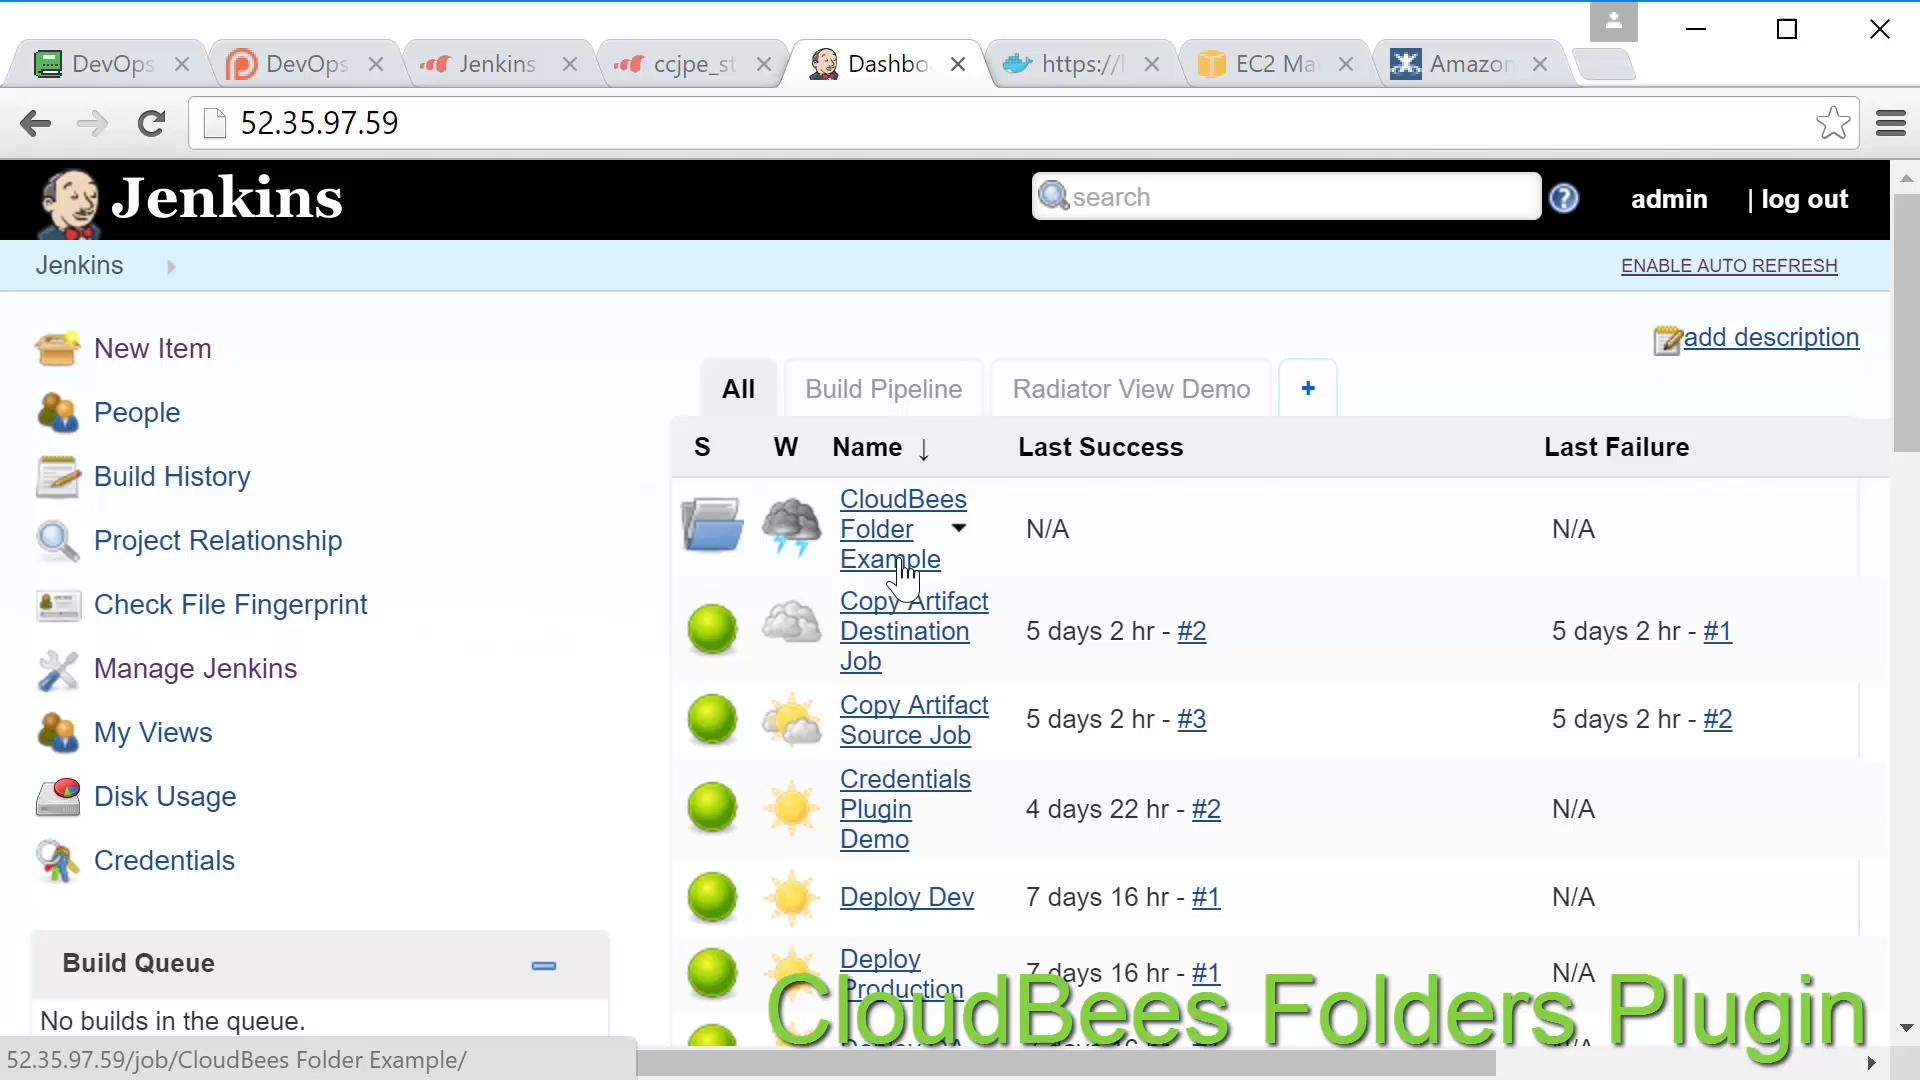 DevOps
DevOps
Jenkins
ccjpe_st
Dashbo
https://
EC2 Ma
Amazon
52.35.97.59
Jenkins
search
admin
| log out
Jenkins
ENABLE AUTO REFRESH
add description
New Item
People
Build History
Project Relationship
Check File Fingerprint
Manage Jenkins
My Views
Disk Usage
Credentials
Build Queue
No builds in the queue.
All
Build Pipeline
Radiator View Demo
+
S W Name ↓ Last Success Last Failure
CloudBees
Folder
Example
N/A
N/A
Copy Artifact
Destination
Job
5 days 2 hr - #2
5 days 2 hr - #1
Copy Artifact
Source Job
5 days 2 hr - #3
5 days 2 hr - #2
Credentials
Plugin
Demo
4 days 22 hr - #2
N/A
Deploy Dev
7 days 16 hr - #1
N/A
Deploy
Production
7 days 16 hr - #1
N/A
CloudBees Folders Plugin
52.35.97.59/job/CloudBees Folder Example/